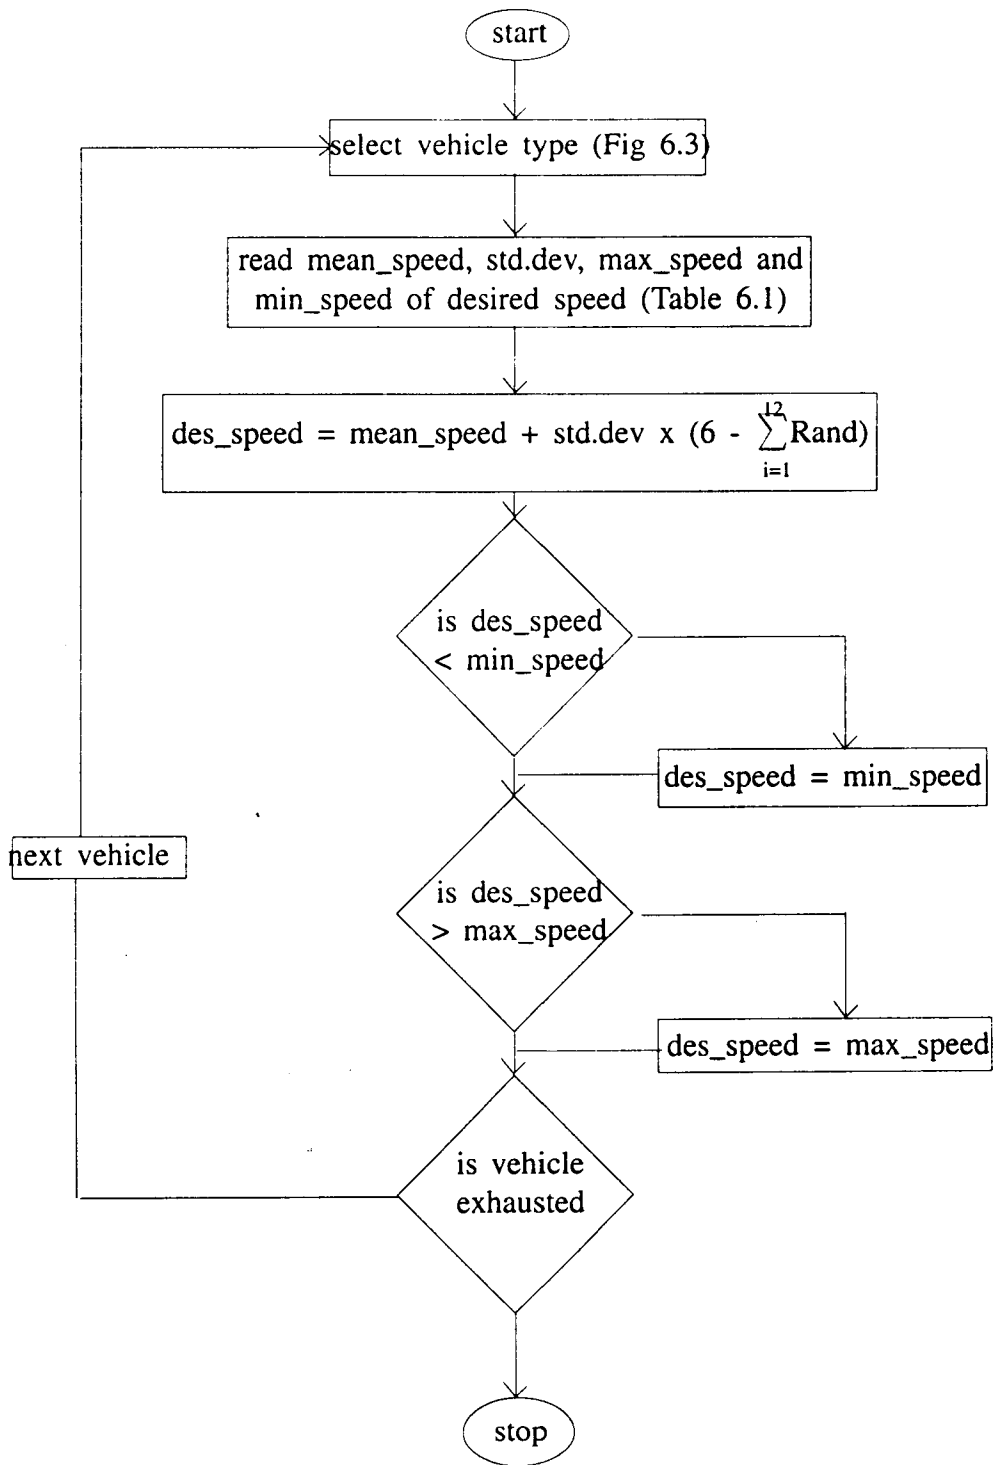 start
select vehicle type (Fig 6.3)
read mean_speed, std.dev, max_speed and
min_speed of desired speed (Table 6.1)
12
des_speed = mean_speed + std.dev x (6 - ∑Rand)
i=1
is des_speed
< min_speed
des_speed = min_speed
next vehicle
is des_speed
> max_speed
des_speed = max_speed
is vehicle
exhausted
stop